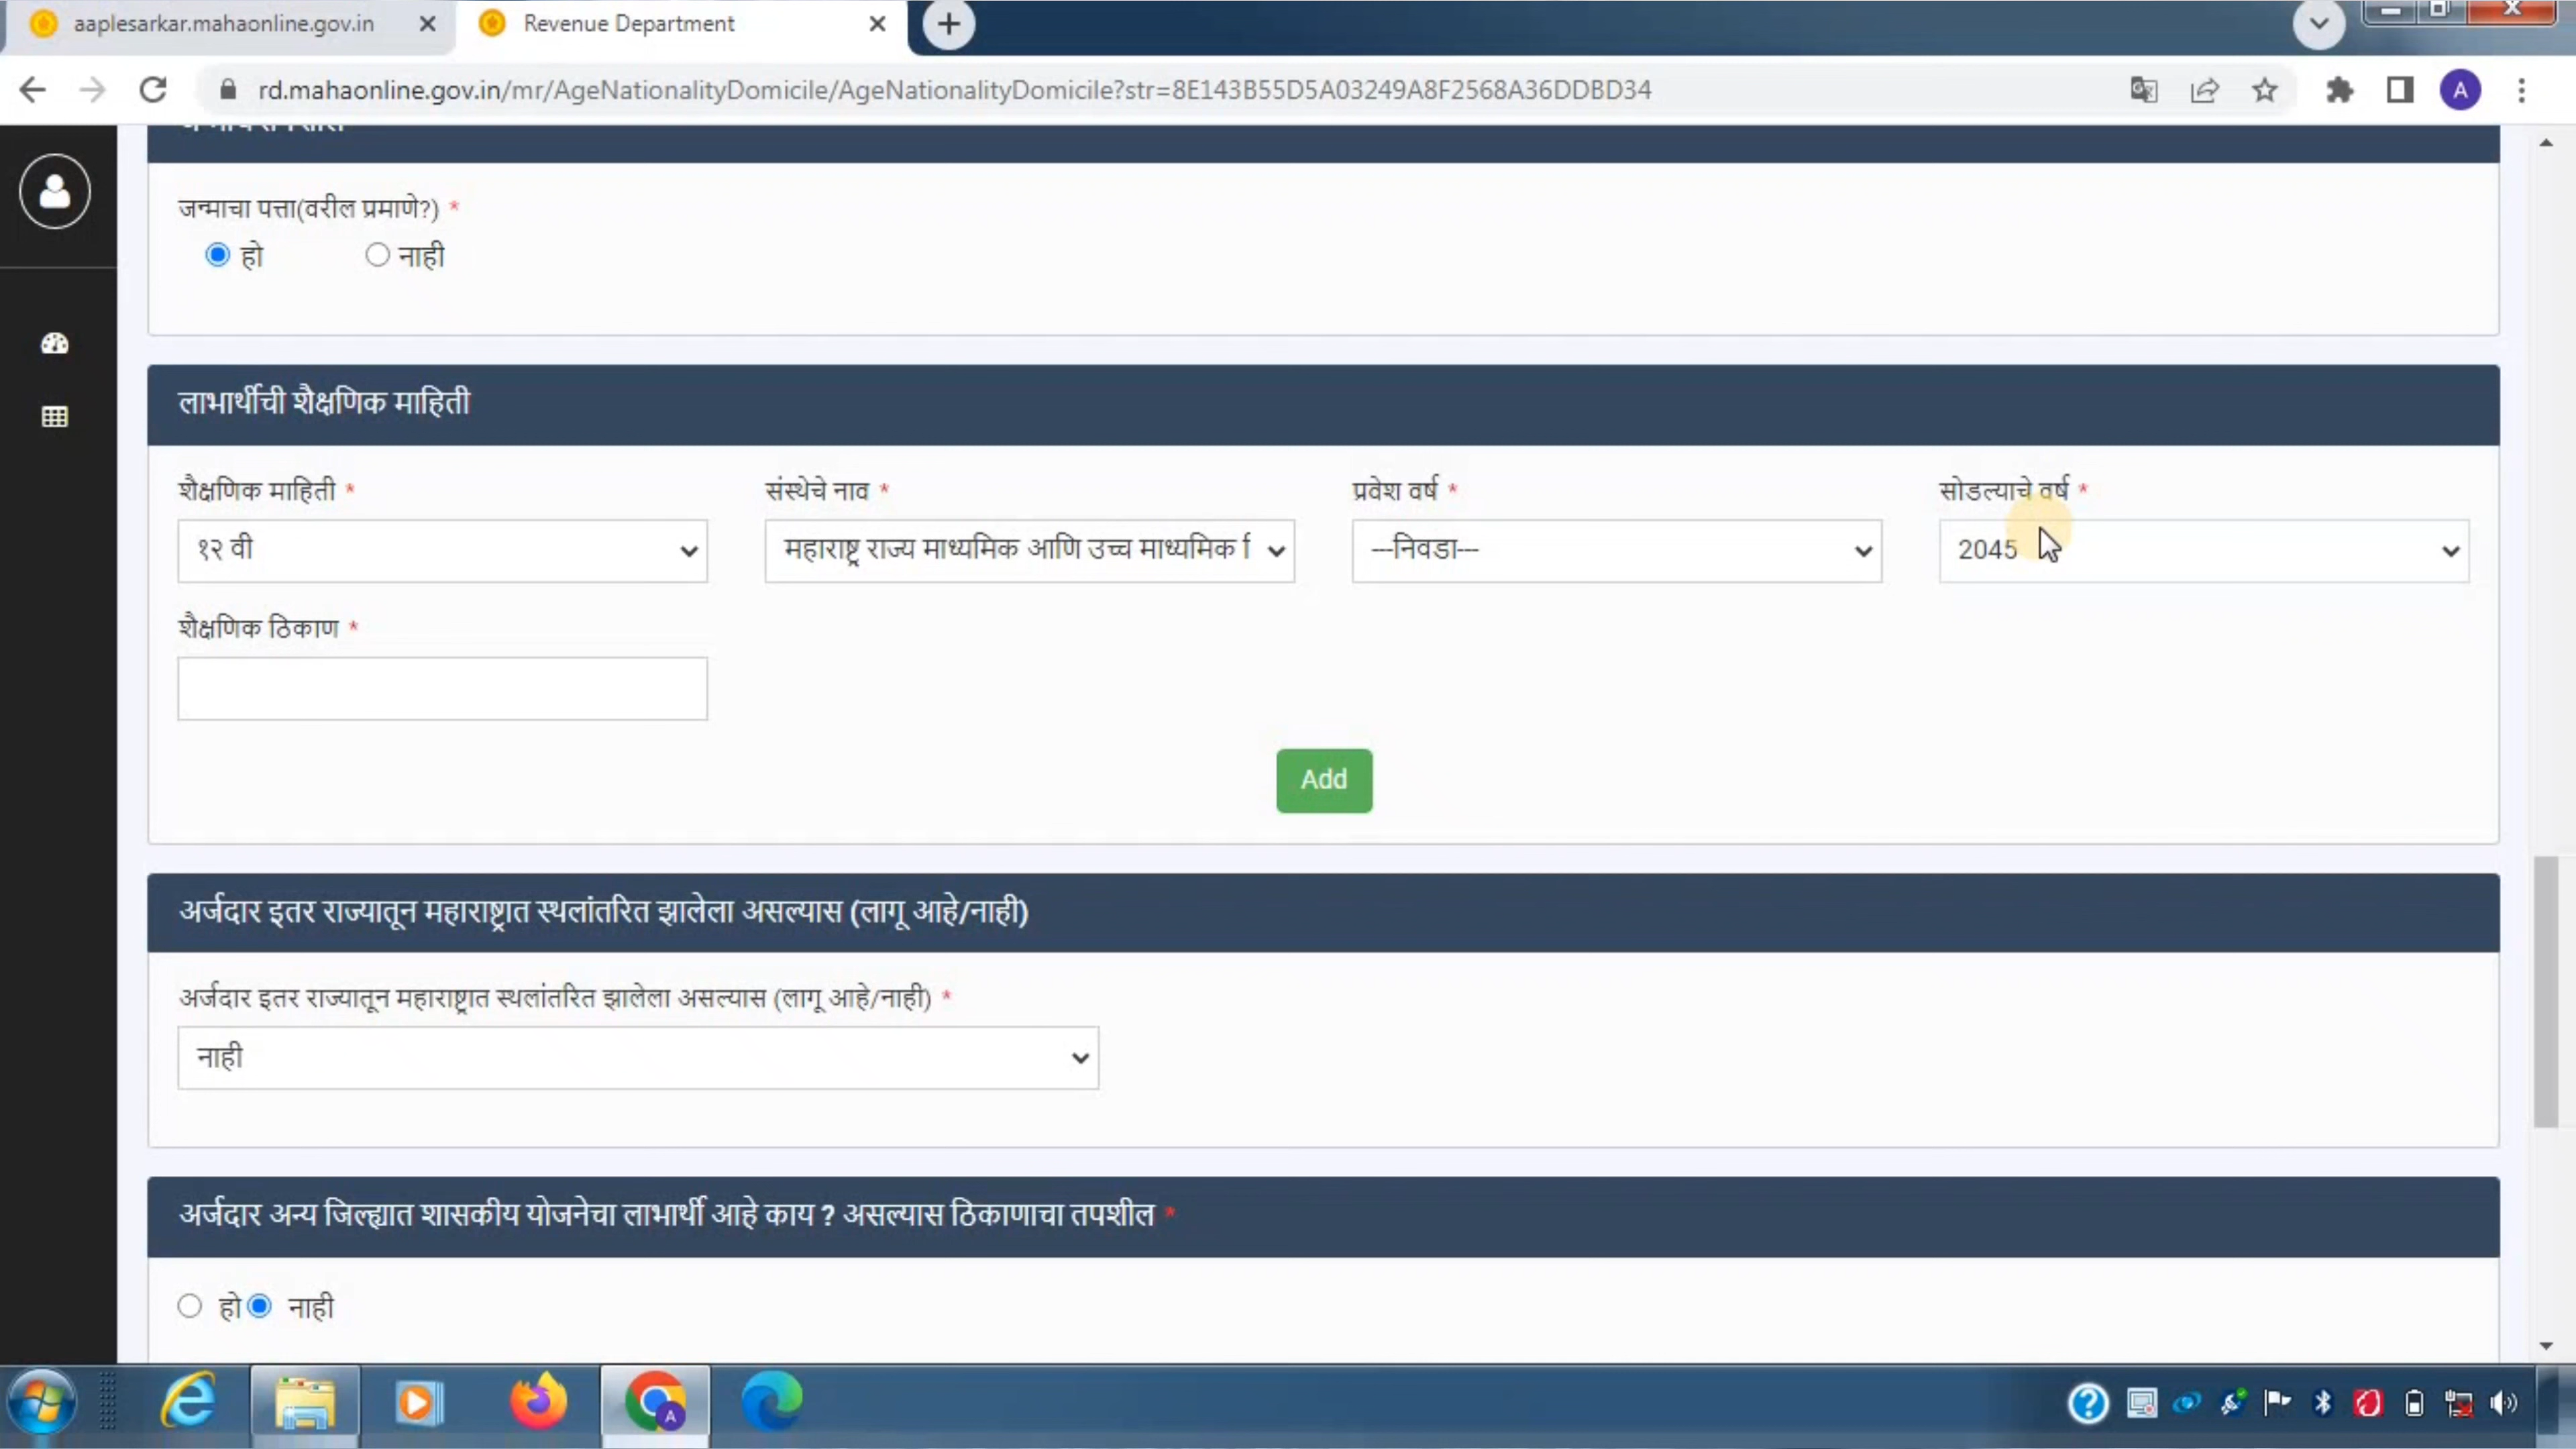 aaplesarkar.mahaonline.gov.in
Revenue Department
rd.mahaonline.gov.in/mr/AgeNationalityDomicile/AgeNationalityDomicile?str=8E143B55D5A03249A8F2568A36DDBD34
A
जन्माचा पत्ता(वरील प्रमाणे?) *
हो नाही
लाभार्थीची शैक्षणिक माहिती
शैक्षणिक माहिती * संस्थेचे नाव * प्रवेश वर्ष * सोडल्याचे वर्ष *
१२ वी महाराष्ट्र राज्य माध्यमिक आणि उच्च माध्यमिक ---निवडा--- 2045
शैक्षणिक ठिकाण *
Add
अर्जदार इतर राज्यातून महाराष्ट्रात स्थलांतरित झालेला असल्यास (लागू आहे/नाही)
अर्जदार इतर राज्यातून महाराष्ट्रात स्थलांतरित झालेला असल्यास (लागू आहे/नाही) *
नाही
अर्जदार अन्य जिल्ह्यात शासकीय योजनेचा लाभार्थी आहे काय ? असल्यास ठिकाणाचा तपशील *
हो नाही